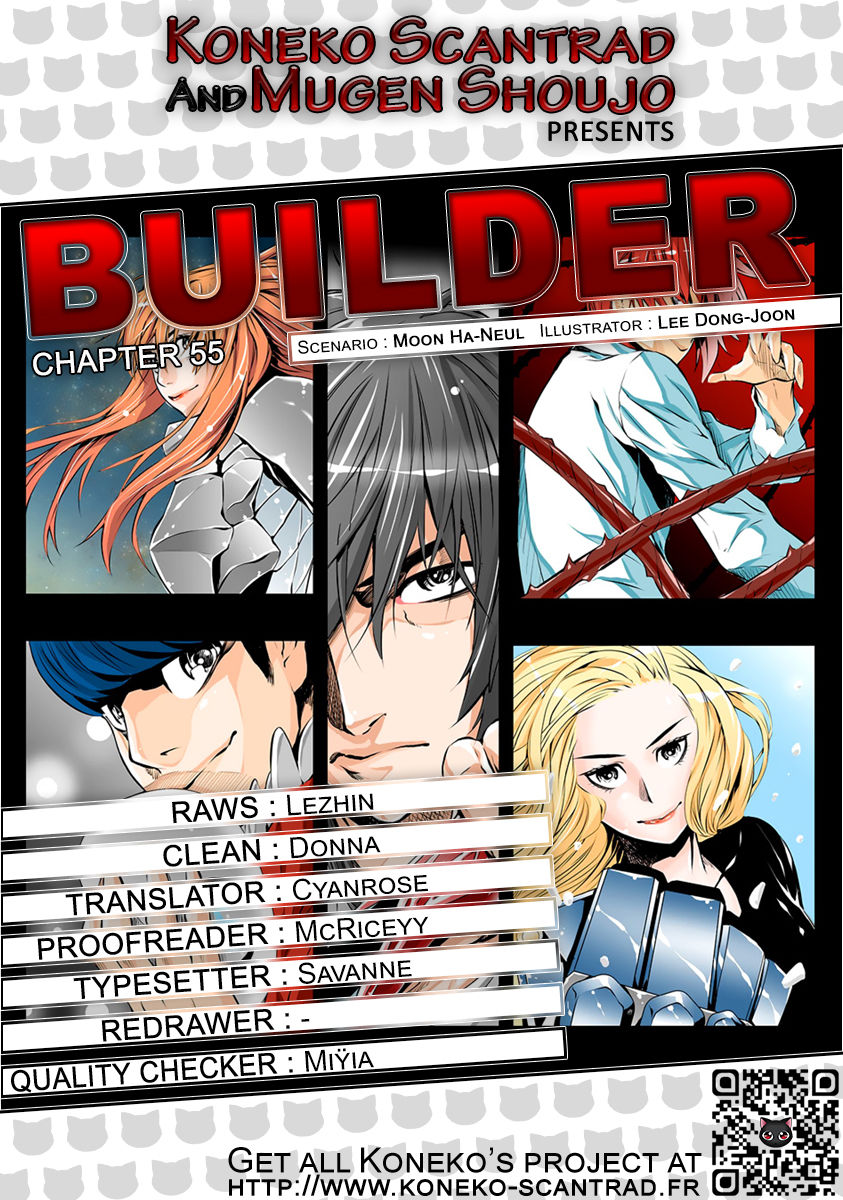 KONEKO SCANTRAD
AND MUGEN SHOUJO
PRESENTS
BUILDER
CHAPTER 55
SCENARIO : MOON HA-NEUL ILLUSTRATOR : LEE DONG-JOON
RAWS : LEZHIN
CLEAN : DONNA
TRANSLATOR : CYANROSE
PROOFREADER : MCRICEYY
TYPESETTER : SAVANNE
REDRAWER : -
QUALITY CHECKER : MIŸIA
GET ALL KONEKO'S PROJECT AT
HTTP://WWW.KONEKO-SCANTRAD.FR